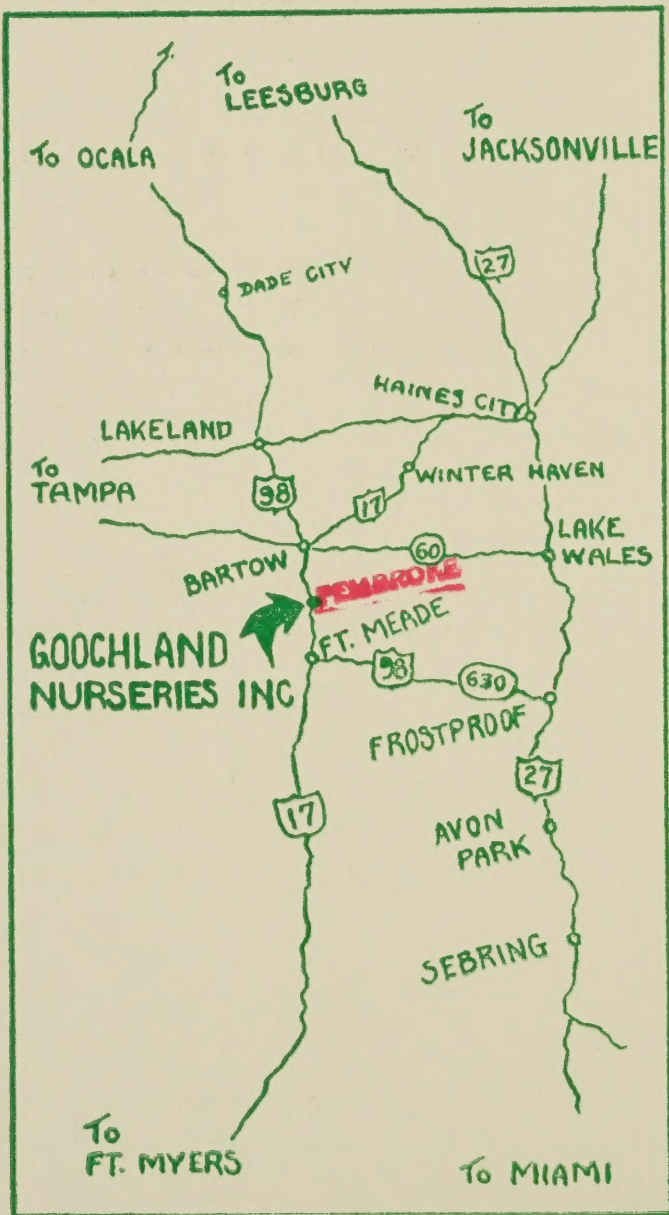 To
LEESBURG
To
JACKSONVILLE
To OCALA
27
DADE CITY
HAINES CITY
LAKELAND
To
TAMPA
98
17
WINTER HAVEN
BARTOW
60
LAKE
WALES
PEMBROKE
GOOCHLAND
NURSERIES INC
FT. MEADE
98
630
FROSTPROOF
27
17
AVON
PARK
SEBRING
To
FT. MYERS
To MIAMI